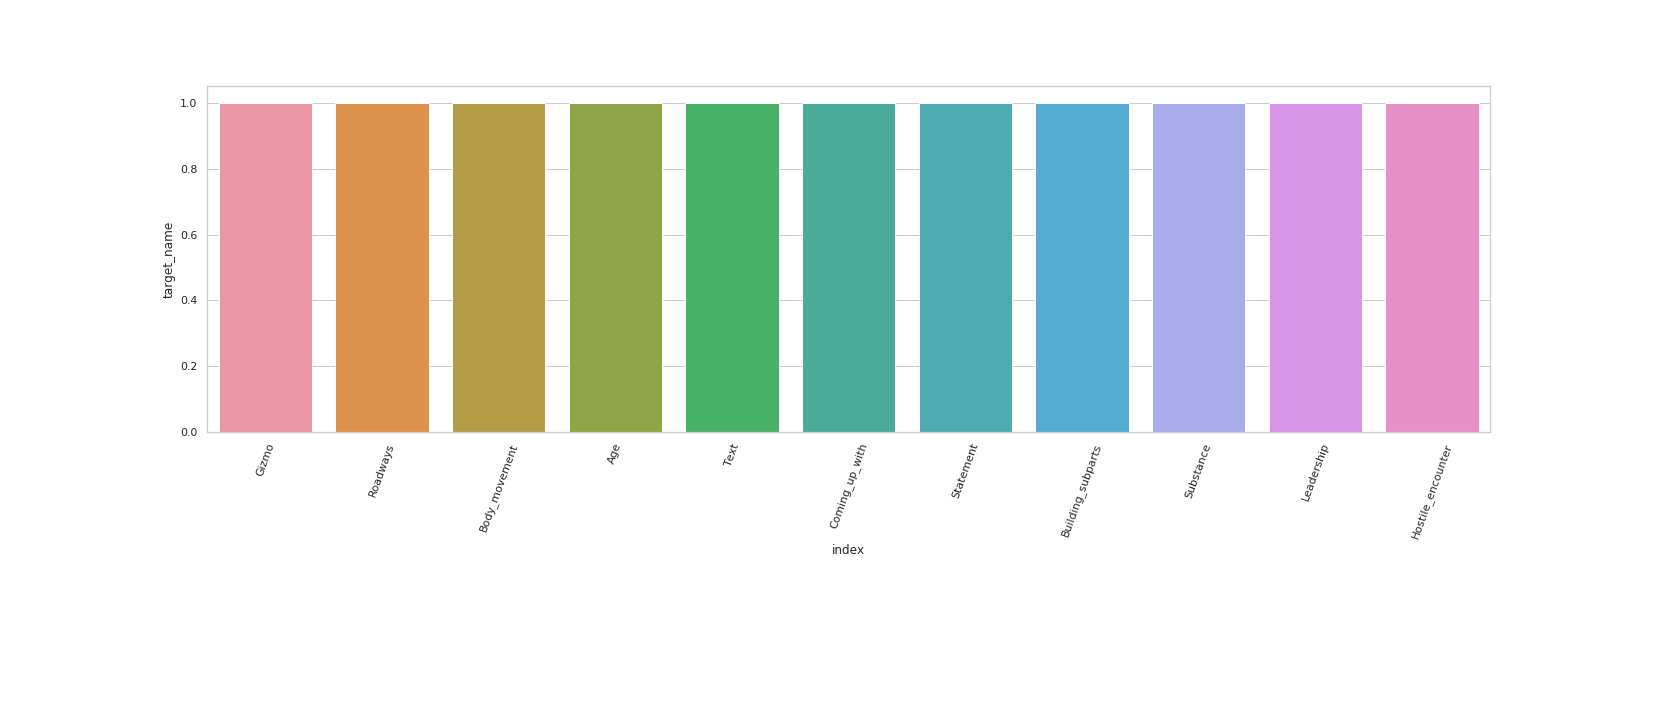 1.0
0.8
0.6
0.4
0.2
0.0
target_name
Gizmo
Roadways
Body_movement
Age
Text
Coming_up_with
Statement
Building_subparts
Substance
Leadership
Hostile_encounter
index